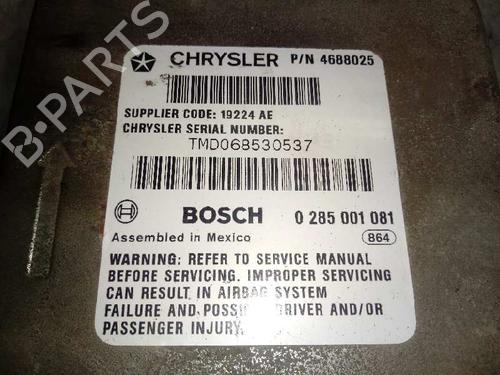 B-PARTS
CHRYSLER P/N 4688025
SUPPLIER CODE: 19224 AE
CHRYSLER SERIAL NUMBER:
TMD068530537
BOSCH 0 285 001 081
Assembled in Mexico 864
WARNING: REFER TO SERVICE MANUAL
BEFORE SERVICING. IMPROPER SERVICING
CAN RESULT IN AIRBAG SYSTEM
FAILURE AND DRIVER AND/OR
PASSENGER INJURY.